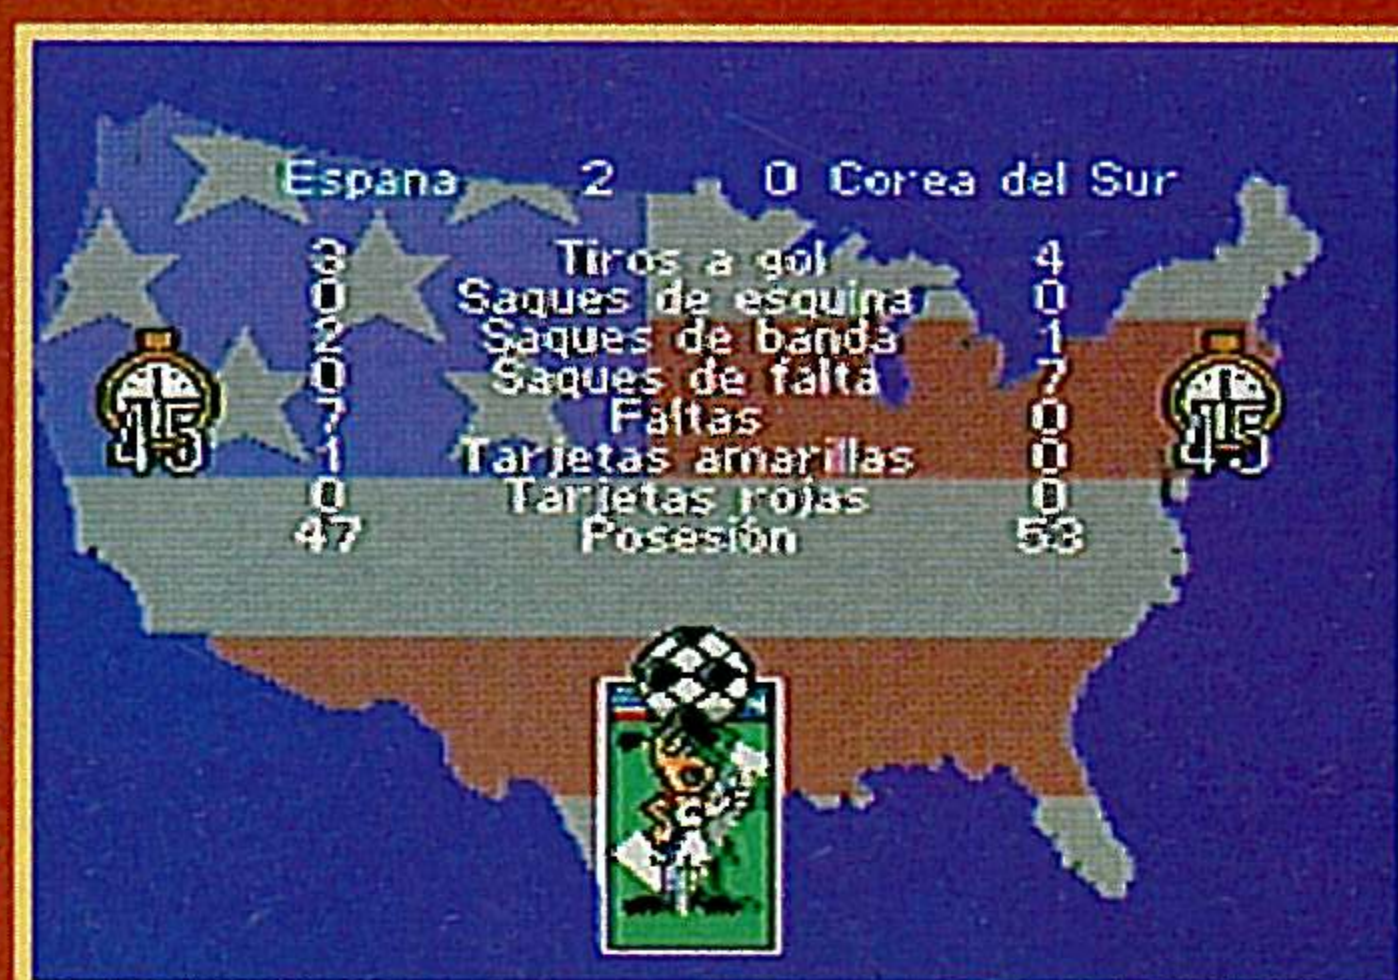 Espana 2 0 Corea del Sur
3 Tiros a gol 4
0 Saques de esquina 0
2 Saques de banda 1
0 Saques de falta 7
7 Faltas 0
1 Tarjetas amarillas 0
0 Tarjetas rojas 0
47 Posesión 53
45 45